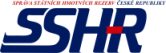 SPRÁVA STÁTNÍCH HMOTNÝCH REZERV ČESKÉ REPUBLIKY
SSHR